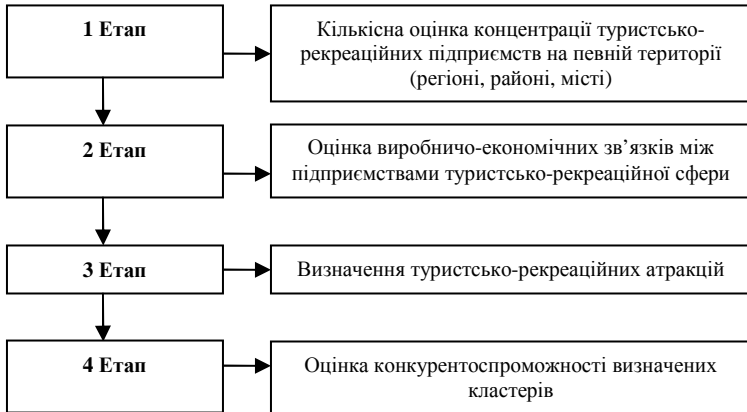 1 Етап
Кількісна оцінка концентрації туристсько-
рекреаційних підприємств на певній території
(регіоні, районі, місті)
2 Етап
Оцінка виробничо-економічних зв’язків між
підприємствами туристсько-рекреаційної сфери
3 Етап
Визначення туристсько-рекреаційних атракцій
4 Етап
Оцінка конкурентоспроможності визначених
кластерів